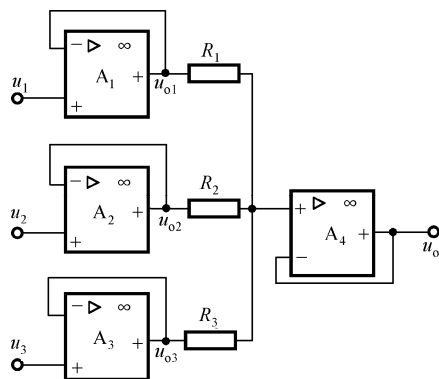 − ▷ ∞
A₁
+
+
u₁
uₒ₁
R₁
− ▷ ∞
A₂
+
+
u₂
uₒ₂
R₂
+ ▷ ∞
A₄
+
−
uₒ
− ▷ ∞
A₃
+
+
u₃
uₒ₃
R₃